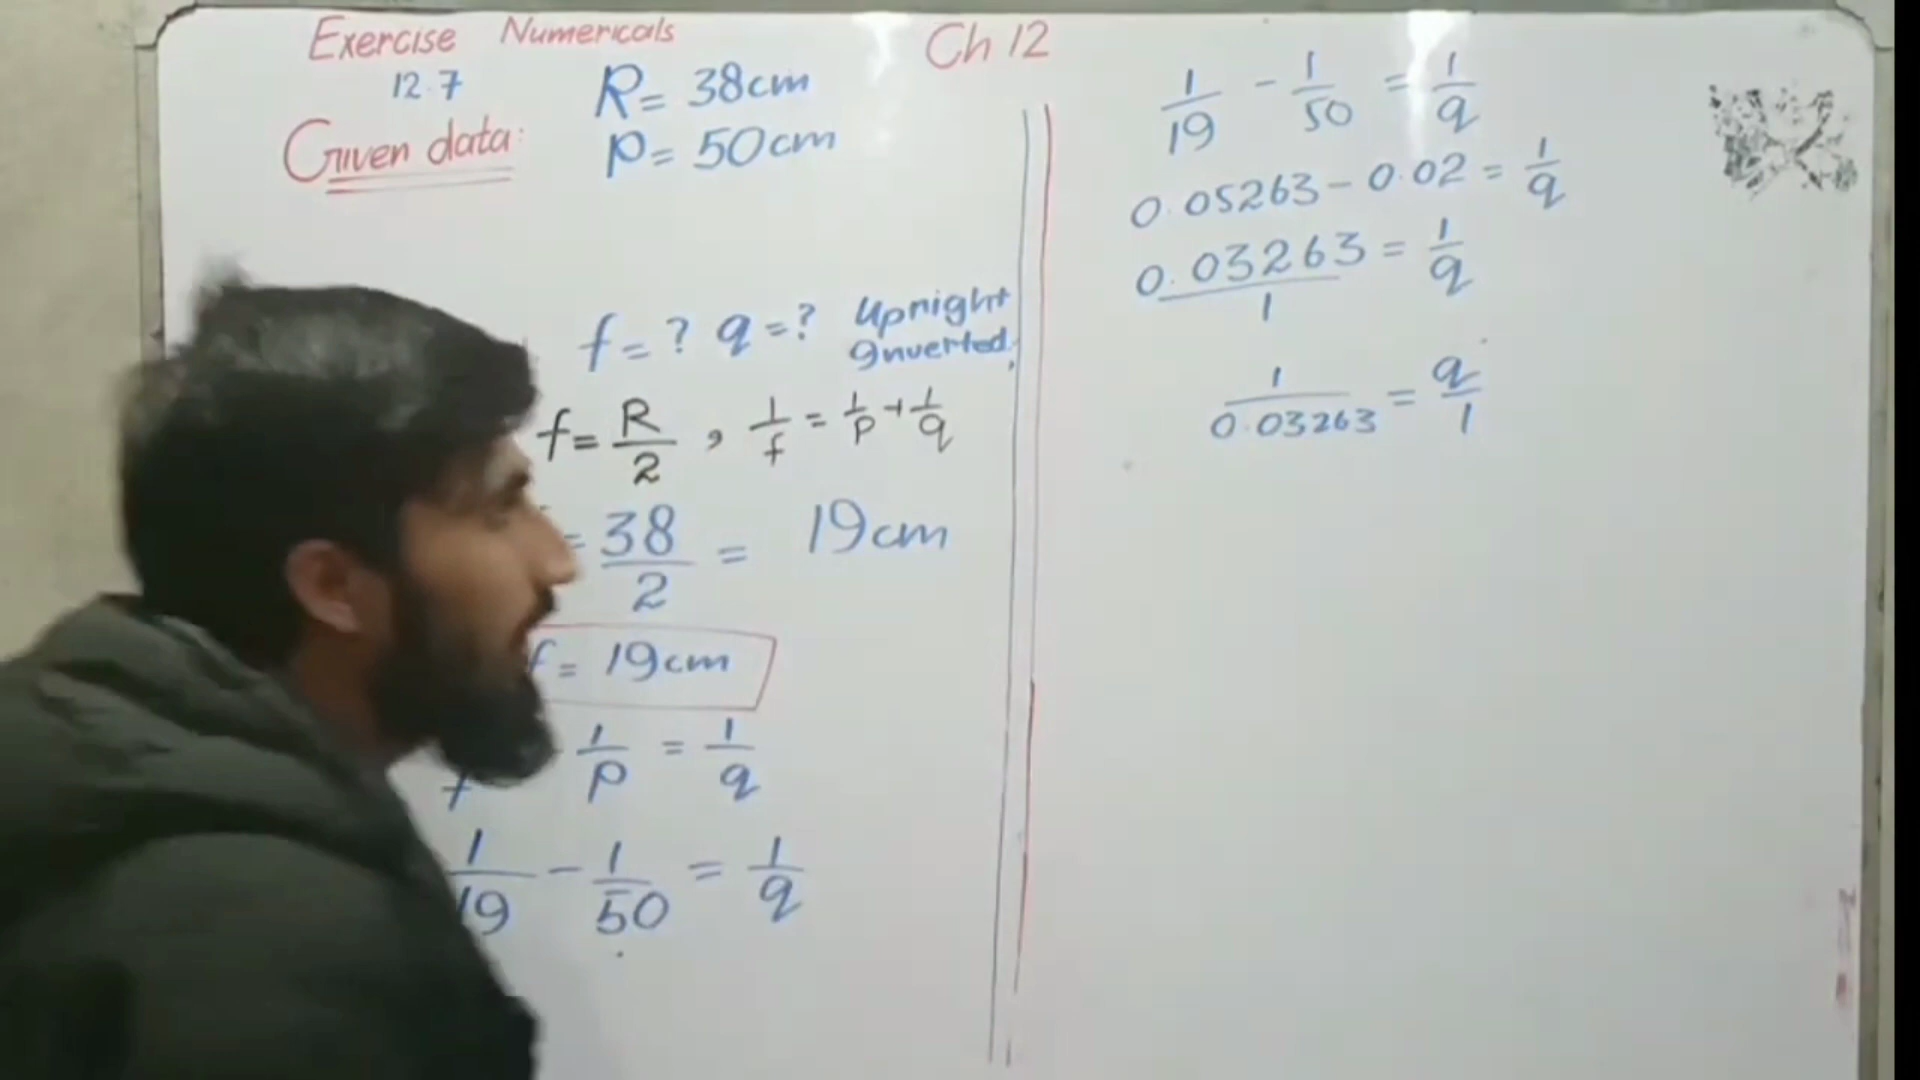 Exercise Numericals
Ch 12
12.7
R = 38cm
Given data:
P = 50cm
f = ? q = ? Upright
Inverted,
f = R/2 , 1/f = 1/p + 1/q
= 38/2 = 19cm
f = 19cm
1/p = 1/q
1/19 - 1/50 = 1/q
1/19 - 1/50 = 1/q
0.05263 - 0.02 = 1/q
0.03263/1 = 1/q
1/0.03263 = q/1